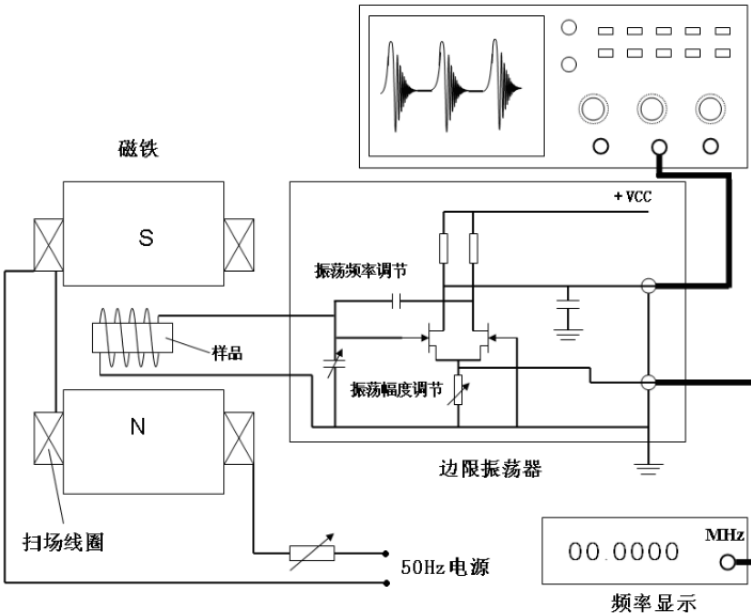 磁铁
S
+VCC
振荡频率调节
样品
振荡幅度调节
N
边限振荡器
扫场线圈
50Hz电源
00.0000
MHz
频率显示